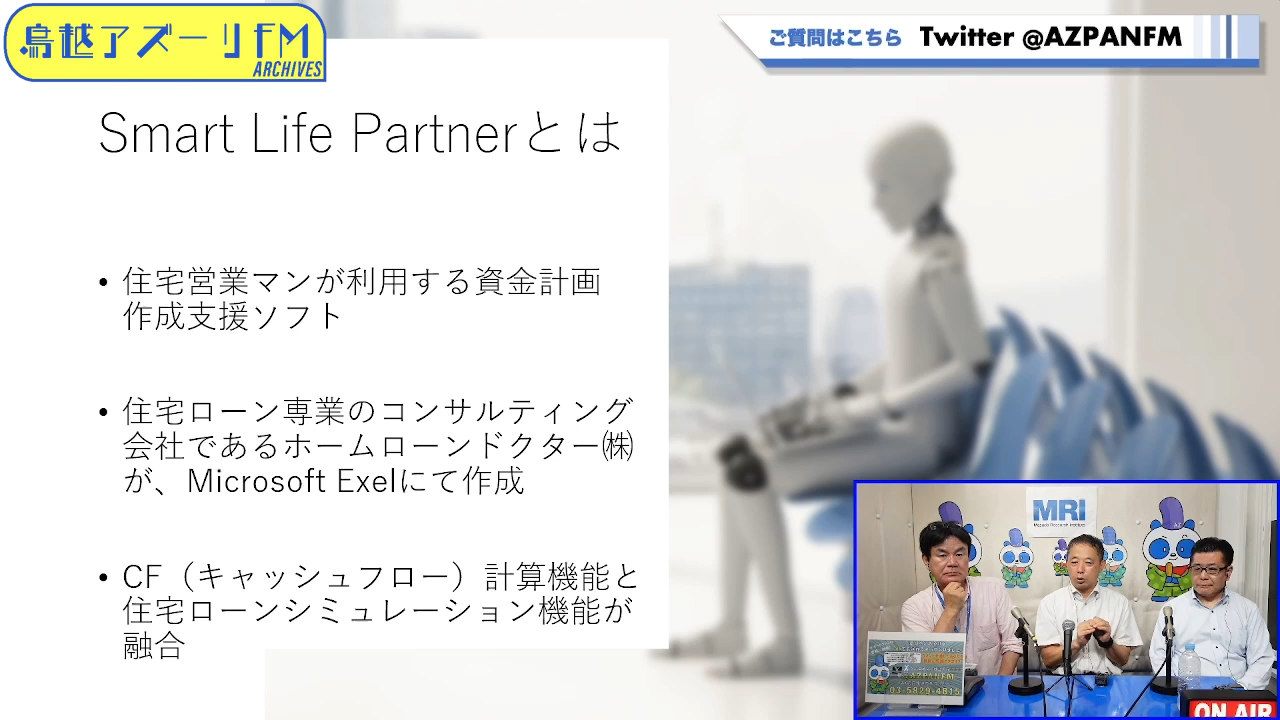 鳥越アズーリFM
ARCHIVES
ご質問はこちら Twitter @AZPANFM
Smart Life Partnerとは
• 住宅営業マンが利用する資金計画
作成支援ソフト
• 住宅ローン専業のコンサルティング
会社であるホームローンドクター㈱
が、Microsoft Exelにて作成
• CF（キャッシュフロー）計算機能と
住宅ローンシミュレーション機能が
融合
MRI
AZPANFM
03-5829-4815
ON AIR